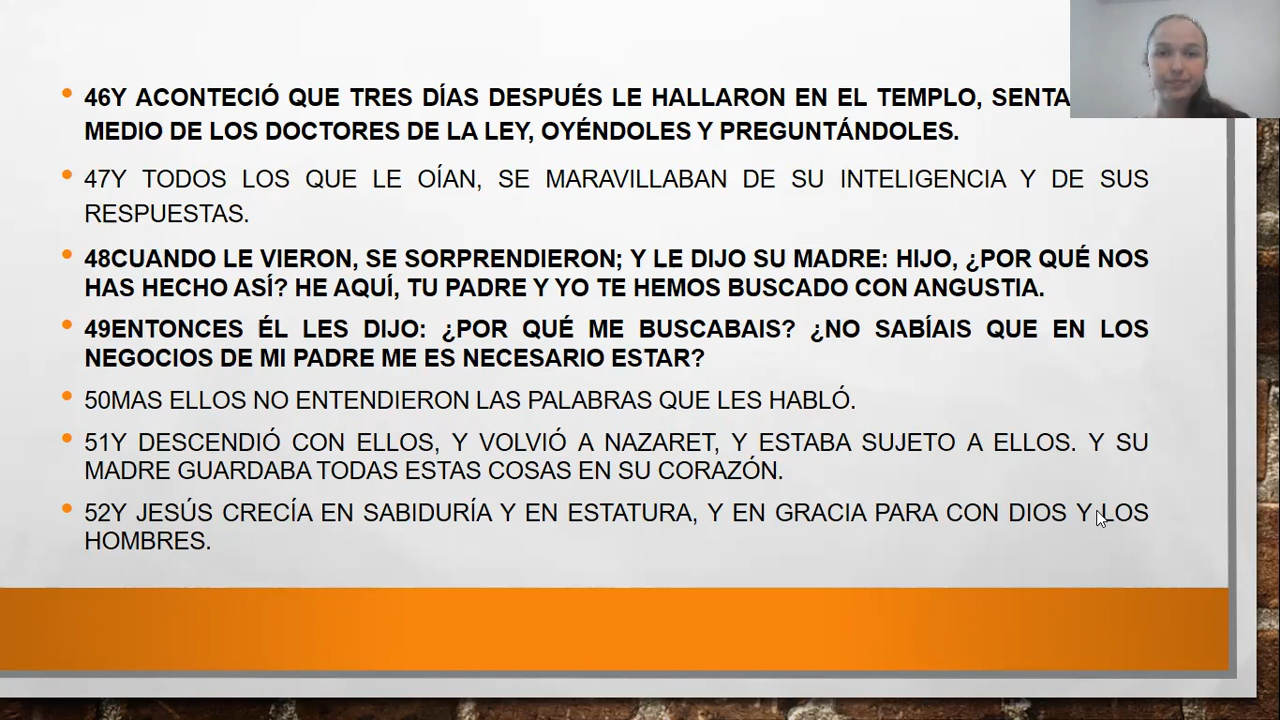 46Y ACONTECIÓ QUE TRES DÍAS DESPUÉS LE HALLARON EN EL TEMPLO,
MEDIO DE LOS DOCTORES DE LA LEY, OYÉNDOLES Y PREGUNTÁNDOLES.
47Y TODOS LOS QUE LE OÍAN, SE MARAVILLABAN DE SU INTELIGENCIA Y DE SUS
RESPUESTAS.
48CUANDO LE VIERON, SE SORPRENDIERON; Y LE DIJO SU MADRE: HIJO, ¿POR QUÉ NOS
HAS HECHO ASÍ? HE AQUÍ, TU PADRE Y YO TE HEMOS BUSCADO CON ANGUSTIA.
49ENTONCES ÉL LES DIJO: ¿POR QUÉ ME BUSCABAIS? ¿NO SABÍAIS QUE EN LOS
NEGOCIOS DE MI PADRE ME ES NECESARIO ESTAR?
50MAS ELLOS NO ENTENDIERON LAS PALABRAS QUE LES HABLÓ.
51Y DESCENDIÓ CON ELLOS, Y VOLVIÓ A NAZARET, Y ESTABA SUJETO A ELLOS. Y SU
MADRE GUARDABA TODAS ESTAS COSAS EN SU CORAZÓN.
52Y JESÚS CRECÍA EN SABIDURÍA Y EN ESTATURA, Y EN GRACIA PARA CON DIOS Y LOS
HOMBRES.